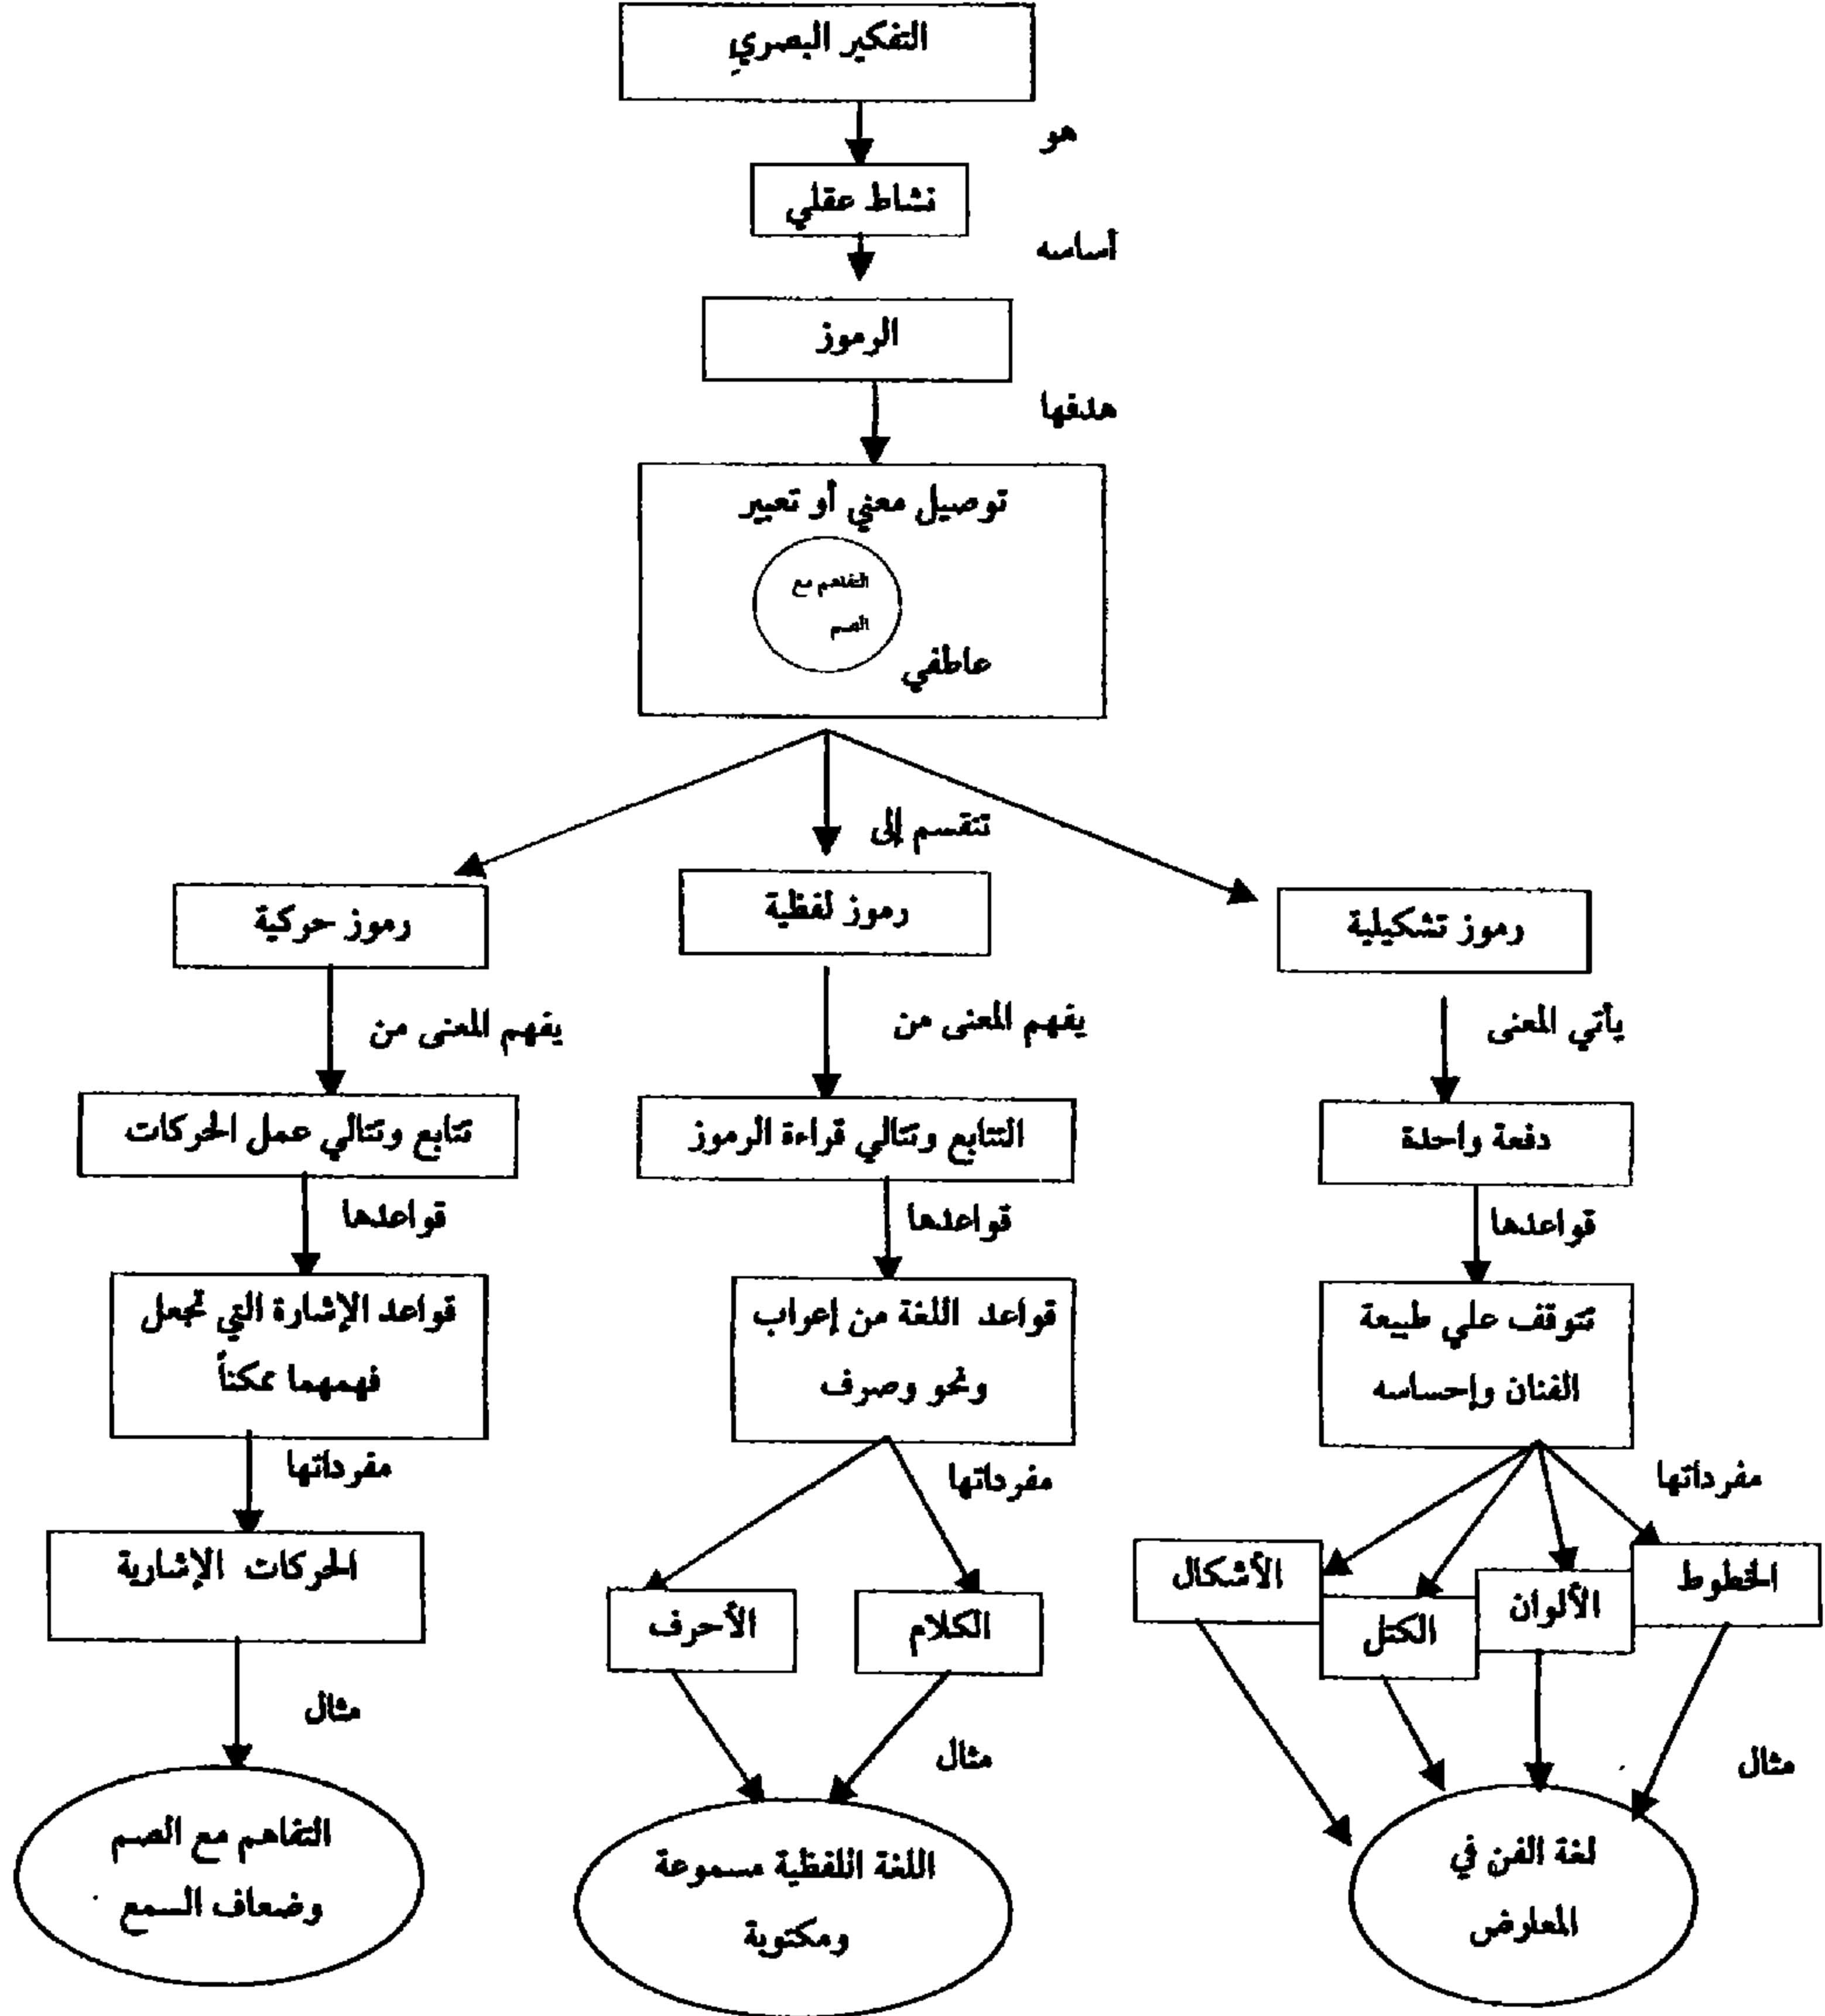 التفكير البصري
هو
نشاط عقلي
أساسه
الرموز
هدفها
توصيل معني أو تعبير
التفاهم مع
الصم
عاطفي
تنقسم إلى
رموز تشكيلية
رموز لفظية
رموز حركية
يأتي المعنى
يفهم المعنى من
يفهم المعنى من
دفعة واحدة
التتابع وتتالي قراءة الرموز
تتابع وتتالي عمل الحركات
قواعدها
قواعدها
قواعدها
تتوقف علي طبيعة
الفنان وإحساسه
قواعد اللغة من إعراب
ونحو وصرف
قواعد الإشارة التي تجعل
فهمهما ممكناً
مفرداتها
مفرداتها
مفرداتها
الخطوط
الألوان
الكتل
الأشكال
الكلام
الأحرف
الحركات الإشارية
مثال
مثال
مثال
لغة الفن في
المعارض
اللغة اللفظية مسموعة
ومكتوبة
التفاهم مع الصم
وضعاف السمع